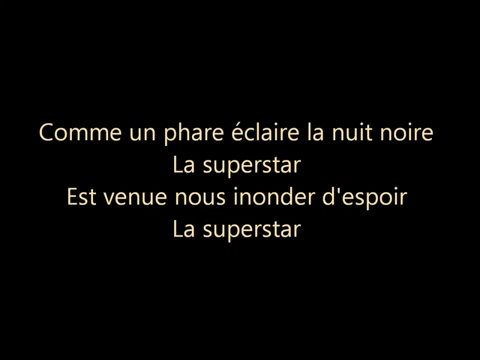 Comme un phare éclaire la nuit noire
La superstar
Est venue nous inonder d'espoir
La superstar